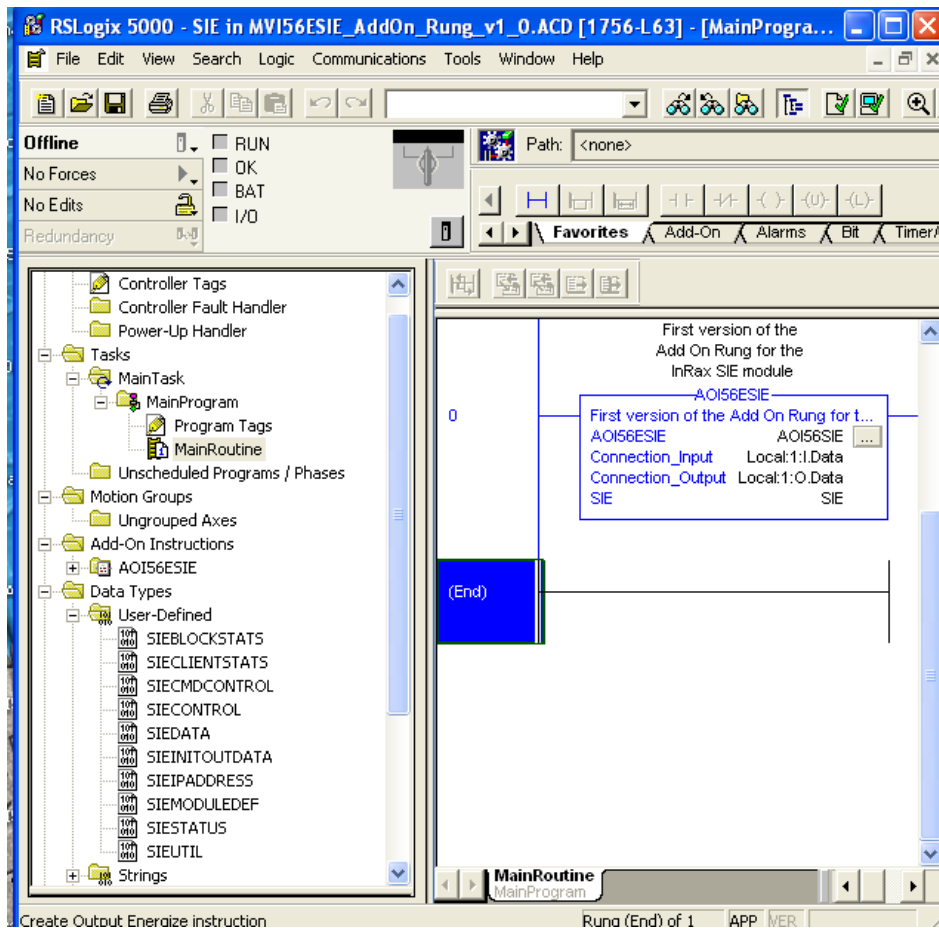 RSLogix 5000 - SIE in MVI56ESIE_AddOn_Rung_v1_0.ACD [1756-L63] - [MainProgra...
File Edit View Search Logic Communications Tools Window Help
Offline
RUN
No Forces
OK
No Edits
BAT
Redundancy
I/O
Path: <none>
Favorites Add-On Alarms Bit Timer/
Controller Tags
Controller Fault Handler
Power-Up Handler
Tasks
MainTask
MainProgram
Program Tags
MainRoutine
Unscheduled Programs / Phases
Motion Groups
Ungrouped Axes
Add-On Instructions
AOI56ESIE
Data Types
User-Defined
SIEBLOCKSTATS
SIECLIENTSTATS
SIECMDCONTROL
SIECONTROL
SIEDATA
SIEINITOUTDATA
SIEIPADDRESS
SIEMODULEDEF
SIESTATUS
SIEUTIL
Strings
First version of the
Add On Rung for the
InRax SIE module
AOI56ESIE
0
First version of the Add On Rung for t...
AOI56ESIE AOI56SIE ...
Connection_Input Local:1:I.Data
Connection_Output Local:1:O.Data
SIE SIE
(End)
MainRoutine
MainProgram
Create Output Energize instruction
Rung (End) of 1 APP VER